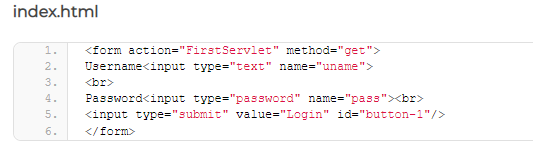 index.html
1. <form action="FirstServlet" method="get">
2. Username<input type="text" name="uname">
3. <br>
4. Password<input type="password" name="pass"><br>
5. <input type="submit" value="Login" id="button-1"/>
6. </form>